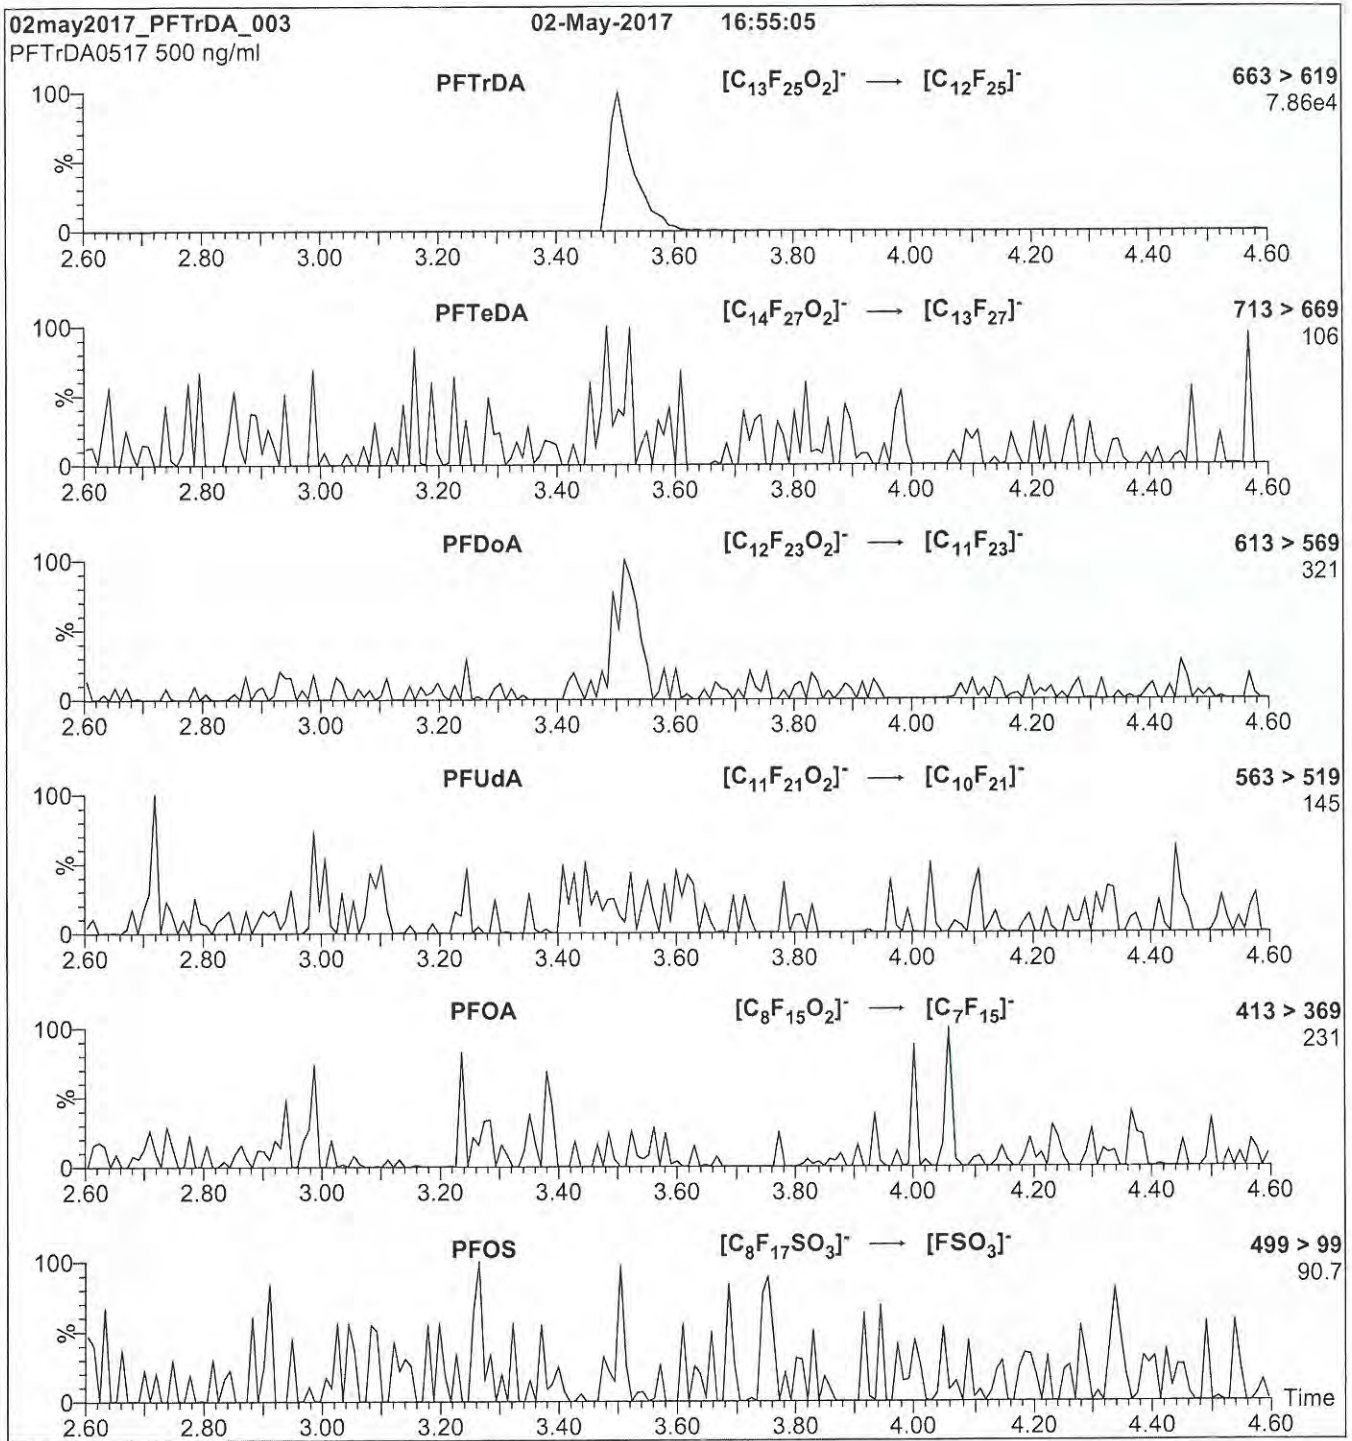 02may2017_PFTrDA_003 02-May-2017 16:55:05
PFTrDA0517 500 ng/ml
PFTrDA [C13F25O2]- → [C12F25]- 663 > 619
7.86e4
100
%
0
2.60 2.80 3.00 3.20 3.40 3.60 3.80 4.00 4.20 4.40 4.60
PFTeDA [C14F27O2]- → [C13F27]- 713 > 669
106
100
%
0
2.60 2.80 3.00 3.20 3.40 3.60 3.80 4.00 4.20 4.40 4.60
PFDoA [C12F23O2]- → [C11F23]- 613 > 569
321
100
%
0
2.60 2.80 3.00 3.20 3.40 3.60 3.80 4.00 4.20 4.40 4.60
PFUdA [C11F21O2]- → [C10F21]- 563 > 519
145
100
%
0
2.60 2.80 3.00 3.20 3.40 3.60 3.80 4.00 4.20 4.40 4.60
PFOA [C8F15O2]- → [C7F15]- 413 > 369
231
100
%
0
2.60 2.80 3.00 3.20 3.40 3.60 3.80 4.00 4.20 4.40 4.60
PFOS [C8F17SO3]- → [FSO3]- 499 > 99
90.7
100
%
0 Time
2.60 2.80 3.00 3.20 3.40 3.60 3.80 4.00 4.20 4.40 4.60